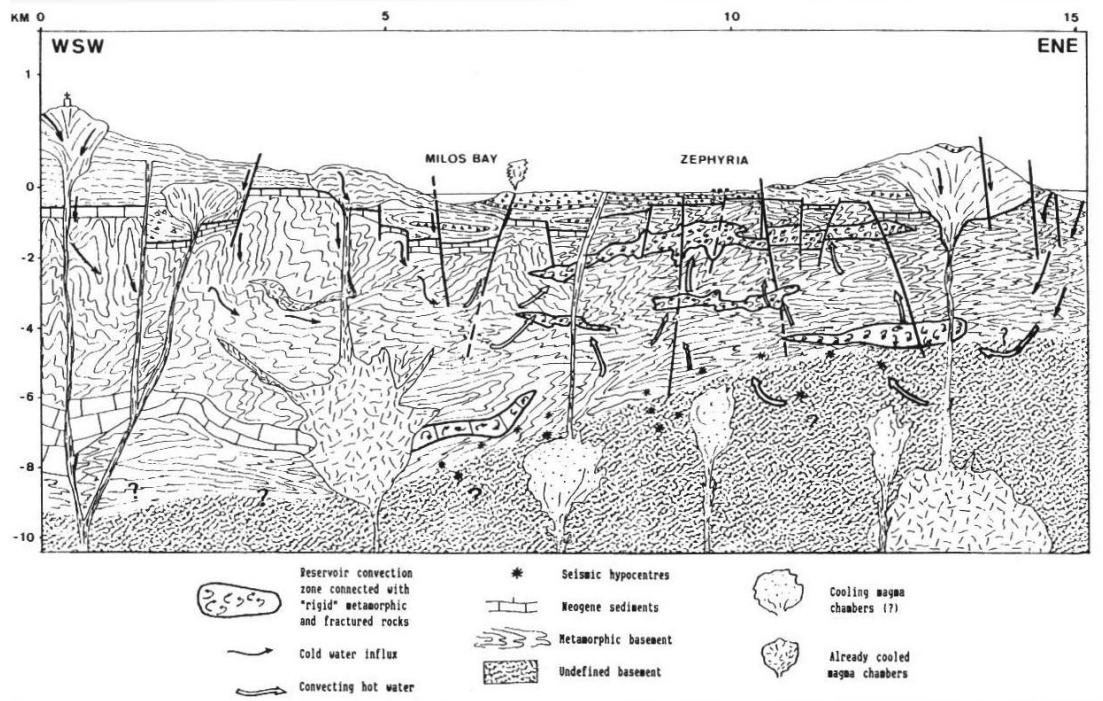 KM 0 5 10 15
WSW ENE
1
MILOS BAY ZEPHYRIA
0
-2
-4
?
-6
?
-8
? ? ?
-10
Reservoir convection
zone connected with
"rigid" metamorphic
and fractured rocks
Cold water influx
Convecting hot water
Seismic hypocentres
Neogene sediments
Metamorphic basement
Undefined basement
Cooling magma
chambers (?)
Already cooled
magma chambers